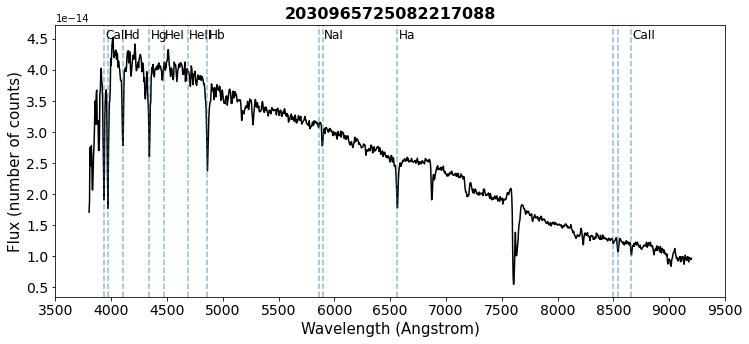 20309657250822170​88
1e−14
CaII Hd Hg HeI HeII Hb NaI Ha CaII
4.5
4.0
3.5
3.0
2.5
2.0
1.5
1.0
0.5
Flux (number of counts)
3500 4000 4500 5000 5500 6000 6500 7000 7500 8000 8500 9000 9500
Wavelength (Angstrom)